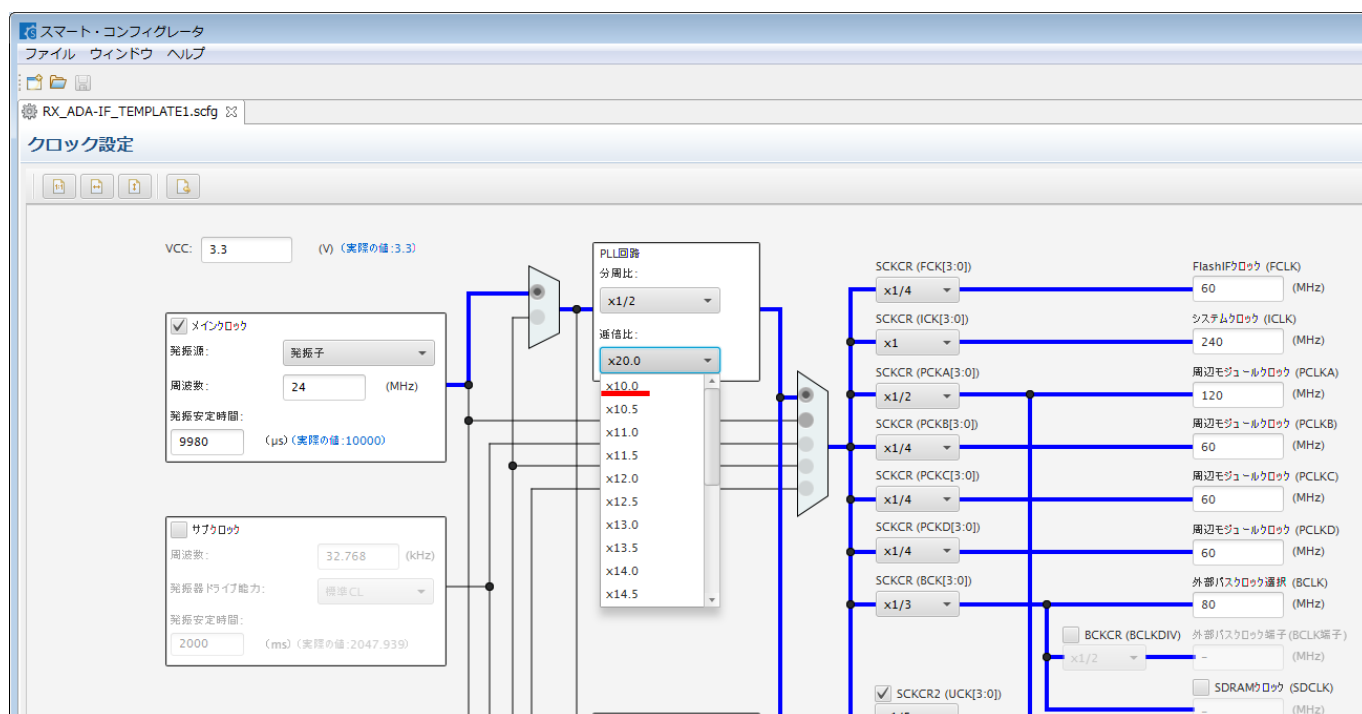 スマート・コンフィグレータ
ファイル ウィンドウ ヘルプ
RX_ADA-IF_TEMPLATE1.scfg
クロック設定
VCC: 3.3 (V) (実際の値:3.3)
メインクロック
発振源: 発振子
周波数: 24 (MHz)
発振安定時間:
9980 (μs) (実際の値:10000)
サブクロック
周波数: 32.768 (kHz)
発振器ドライブ能力: 標準CL
発振安定時間:
2000 (ms) (実際の値:2047.939)
PLL回路
分周比:
x1/2
逓倍比:
x20.0
x10.0
x10.5
x11.0
x11.5
x12.0
x12.5
x13.0
x13.5
x14.0
x14.5
SCKCR (FCK[3:0])
x1/4
SCKCR (ICK[3:0])
x1
SCKCR (PCKA[3:0])
x1/2
SCKCR (PCKB[3:0])
x1/4
SCKCR (PCKC[3:0])
x1/4
SCKCR (PCKD[3:0])
x1/4
SCKCR (BCK[3:0])
x1/3
BCKCR (BCLKDIV)
x1/2
SCKCR2 (UCK[3:0])
FlashIFクロック (FCLK)
60 (MHz)
システムクロック (ICLK)
240 (MHz)
周辺モジュールクロック (PCLKA)
120 (MHz)
周辺モジュールクロック (PCLKB)
60 (MHz)
周辺モジュールクロック (PCLKC)
60 (MHz)
周辺モジュールクロック (PCLKD)
60 (MHz)
外部バスクロック選択 (BCLK)
80 (MHz)
外部バスクロック端子(BCLK端子)
- (MHz)
SDRAMクロック (SDCLK)
- (MHz)